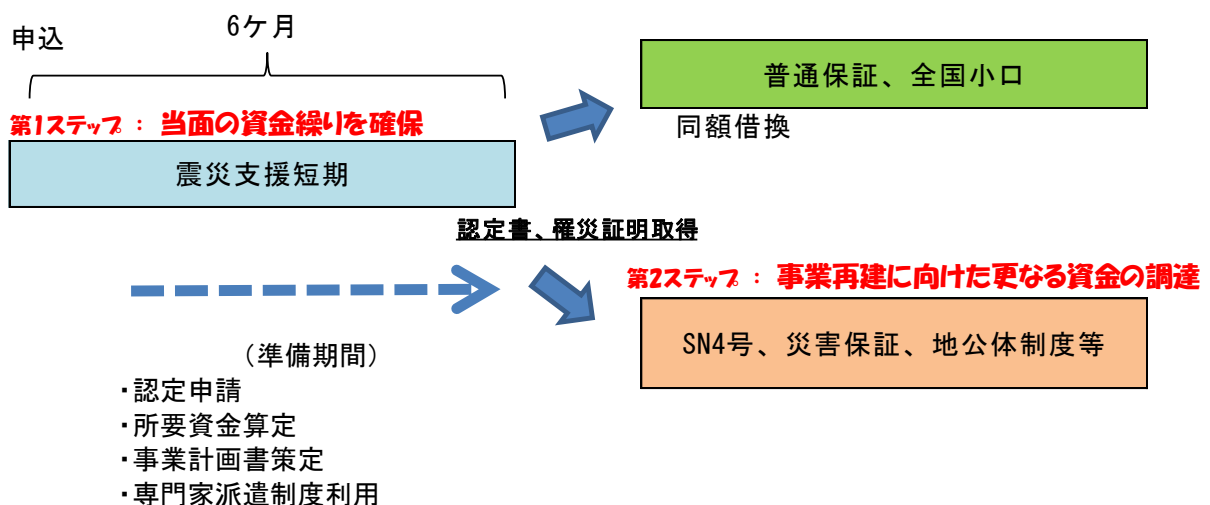 申込
6ケ月
第1ステップ : 当面の資金繰りを確保
震災支援短期
普通保証、全国小口
同額借換
認定書、罹災証明取得
第2ステップ : 事業再建に向けた更なる資金の調達
SN4号、災害保証、地公体制度等
(準備期間)
・認定申請
・所要資金算定
・事業計画書策定
・専門家派遣制度利用